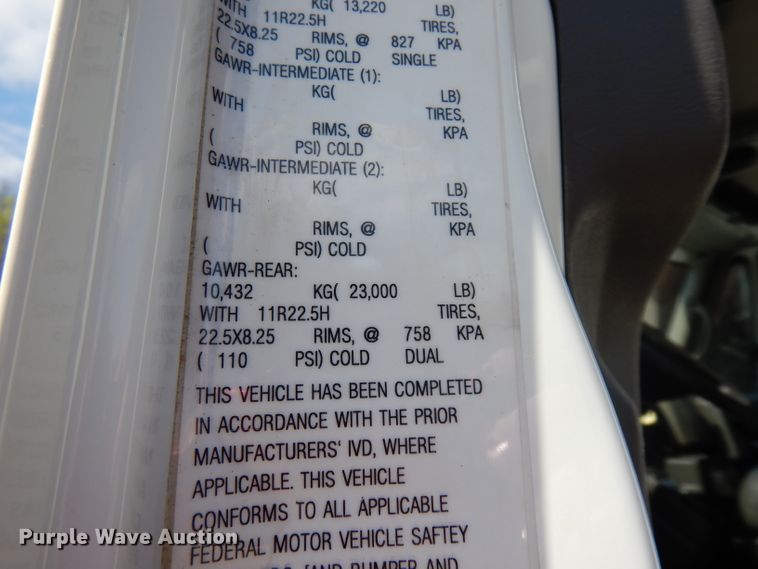 KG( 13,220 LB)
WITH 11R22.5H TIRES,
22.5X8.25 RIMS, @ 827 KPA
( 758 PSI) COLD SINGLE
GAWR-INTERMEDIATE (1):
KG( LB)
WITH TIRES,
RIMS, @ KPA
( PSI) COLD
GAWR-INTERMEDIATE (2):
KG( LB)
WITH TIRES,
RIMS, @ KPA
( PSI) COLD
GAWR-REAR:
10,432 KG( 23,000 LB)
WITH 11R22.5H TIRES,
22.5X8.25 RIMS, @ 758 KPA
( 110 PSI) COLD DUAL
THIS VEHICLE HAS BEEN COMPLETED
IN ACCORDANCE WITH THE PRIOR
MANUFACTURERS' IVD, WHERE
APPLICABLE. THIS VEHICLE
CONFORMS TO ALL APPLICABLE
FEDERAL MOTOR VEHICLE SAFTEY
[AND BUMPER AND
Purple Wave Auction